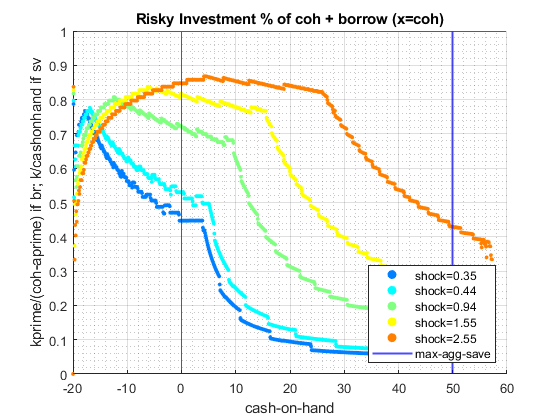 Risky Investment % of coh + borrow (x=coh)
kprime/(coh-aprime) if br; k/cashonhand if sv
1
0.9
0.8
0.7
0.6
0.5
0.4
0.3
0.2
0.1
0
-20
-10
0
10
20
30
40
50
60
cash-on-hand
shock=0.35
shock=0.44
shock=0.94
shock=1.55
shock=2.55
max-agg-save